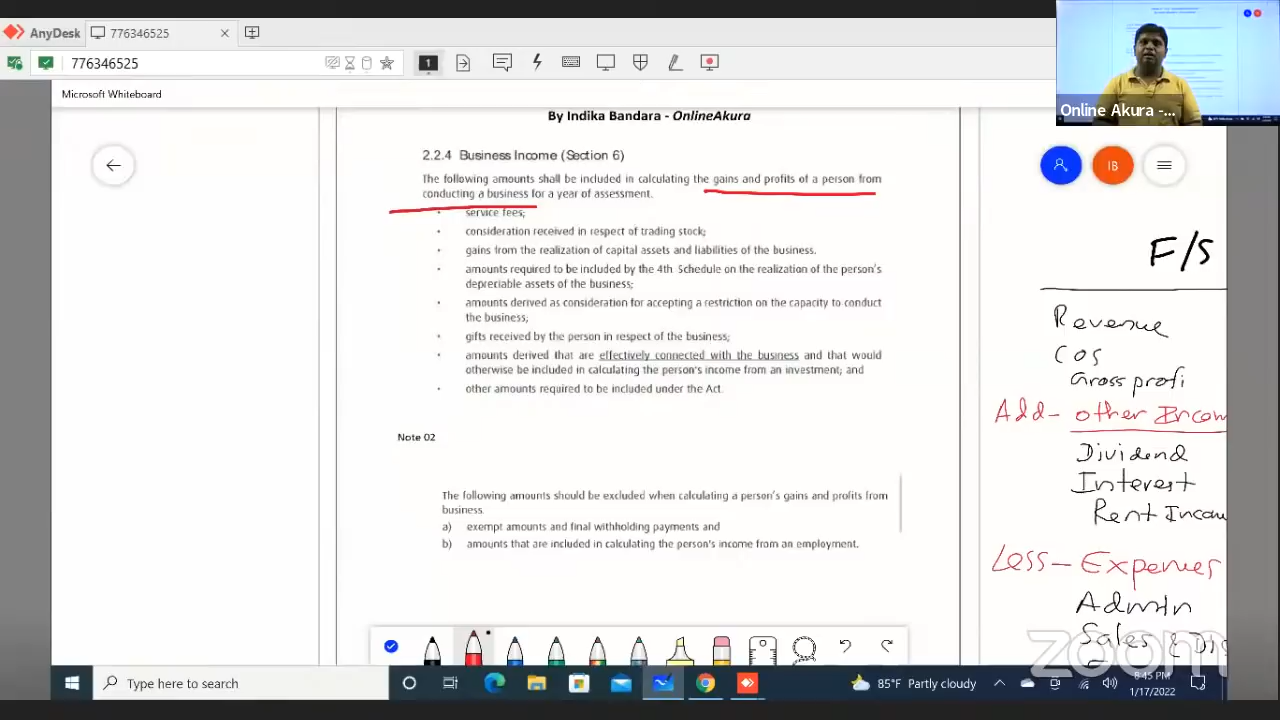 AnyDesk
776346525
776346525
1
Microsoft Whiteboard
Online Akura -...
By Indika Bandara - OnlineAkura
2.2.4 Business Income (Section 6)
The following amounts shall be included in calculating the gains and profits of a person from
conducting a business for a year of assessment.
• service fees;
• consideration received in respect of trading stock;
• gains from the realization of capital assets and liabilities of the business.
• amounts required to be included by the 4th Schedule on the realization of the person's
depreciable assets of the business;
• amounts derived as consideration for accepting a restriction on the capacity to conduct
the business;
• gifts received by the person in respect of the business;
• amounts derived that are effectively connected with the business and that would
otherwise be included in calculating the person's income from an investment; and
• other amounts required to be included under the Act.
Note 02
The following amounts should be excluded when calculating a person's gains and profits from
business.
a) exempt amounts and final withholding payments and
b) amounts that are included in calculating the person's income from an employment.
IB
F/S
Revenue
COS
Gross profi
Add- other Incom
Dividend
Interest
Rent Incom
Less- Expenses
Admin
Sales & Dis
zoom
Type here to search
85°F Partly cloudy
8:45 PM
1/17/2022